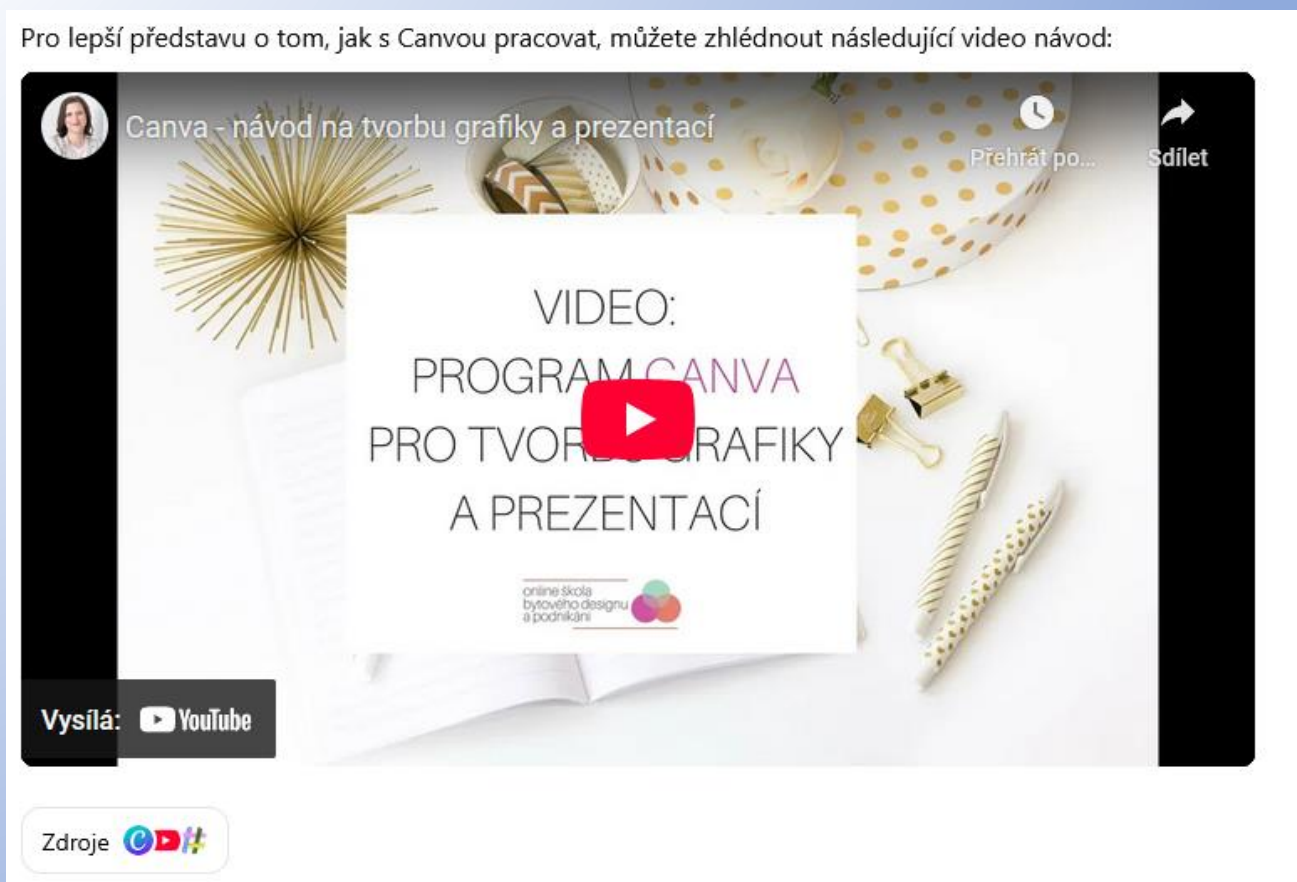 Pro lepší představu o tom, jak s Canvou pracovat, můžete zhlédnout následující video návod:
Canva - návod na tvorbu grafiky a prezentací
Přehrát po...
Sdílet
VIDEO:
PROGRAM CANVA
PRO TVORBU GRAFIKY
A PREZENTACÍ
online škola
bytového designu
a podnikání
Vysílá: YouTube
Zdroje